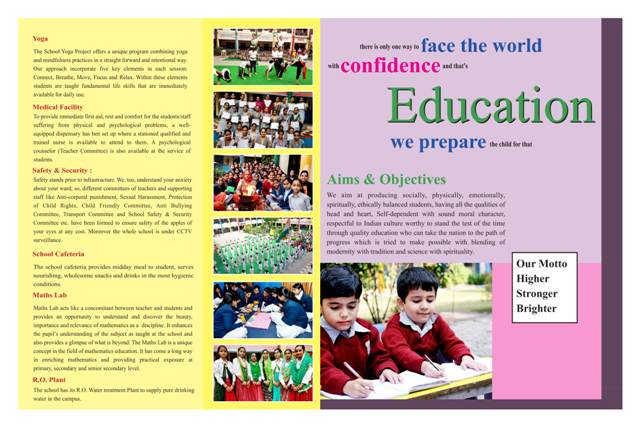 Yoga
The School Yoga Project offers a unique program combining yoga
and mindfulness practices in a straight forward and intentional way.
Our approach incorporate five key elements in each session:
Connect, Breathe, Move, Focus and Relax. Within these elements
students are taught fundamental life skills that are immediately
available for daily use.
Medical Facility
To provide immediate first aid, rest and comfort for the students/staff
suffering from physical and psychological problems, a well-
equipped dispensary has been set up where a stationed and qualified
trained nurse is available to attend to them. A psychological
counselor (Teacher Committee) is also available at the service of
students.
Safety & Security :
Safety stands prior to infrastructure. We. too, understand your anxiety
about your ward; so, different committees of teachers and supporting
staff like Anti-corporal punishment, Sexual Harassment, Protection
of Child Rights, Child Friendly Committee, Anti Bullying
Committee, Transport Committee and School Safety & Security
Committee etc. have been formed to ensure safety of the apples of
your eyes at any cost. Moreover the whole school is under CCTV
surveillance.
School Cafeteria
The school cafeteria provides midday meal to student, serves
nourishing, wholesome snacks and drinks in the most hygienic
conditions.
Maths Lab
Maths Lab acts like a concomitant between teacher and students and
provides an opportunity to understand and discover the beauty,
importance and relevance of mathematics as a discipline. It enhances
the pupil's understanding of the subject as taught at the school and
also provides a glimpse of what is beyond. The Maths Lab is a unique
concept in the field of mathematics education. It has come a long way
in enriching mathematics and providing practical exposure at
primary, secondary and senior secondary level.
R.O. Plant
The school has its R.O. Water treatment Plant to supply pure drinking
water in the campus.
there is only one way to face the world
with confidence and that's
Education
we prepare the child for that
Aims & Objectives
We aim at producing socially, physically, emotionally,
spiritually, ethically balanced students, having all the qualities of
head and heart, Self-dependent with sound moral character,
respectful to Indian culture worthy to stand the test of the time
through quality education who can take the nation to the path of
progress which is tried to make possible with blending of
modernity with tradition and science with spirituality.
Our Motto
Higher
Stronger
Brighter